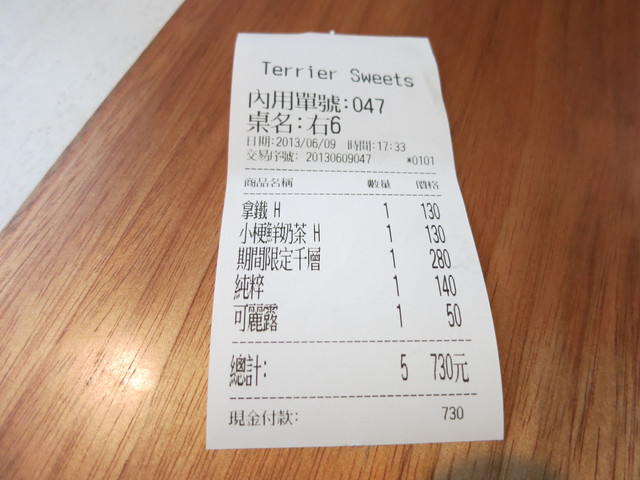 Terrier Sweets
內用單號:047
桌名:右6
日期:2013/06/09 時間:17:33
交易序號: 20130609047 *0101
商品名稱 數量 價格
拿鐵 H 1 130
小梗鮮奶茶 H 1 130
期間限定千層 1 280
純粹 1 140
可麗露 1 50
總計: 5 730元
現金付款: 730